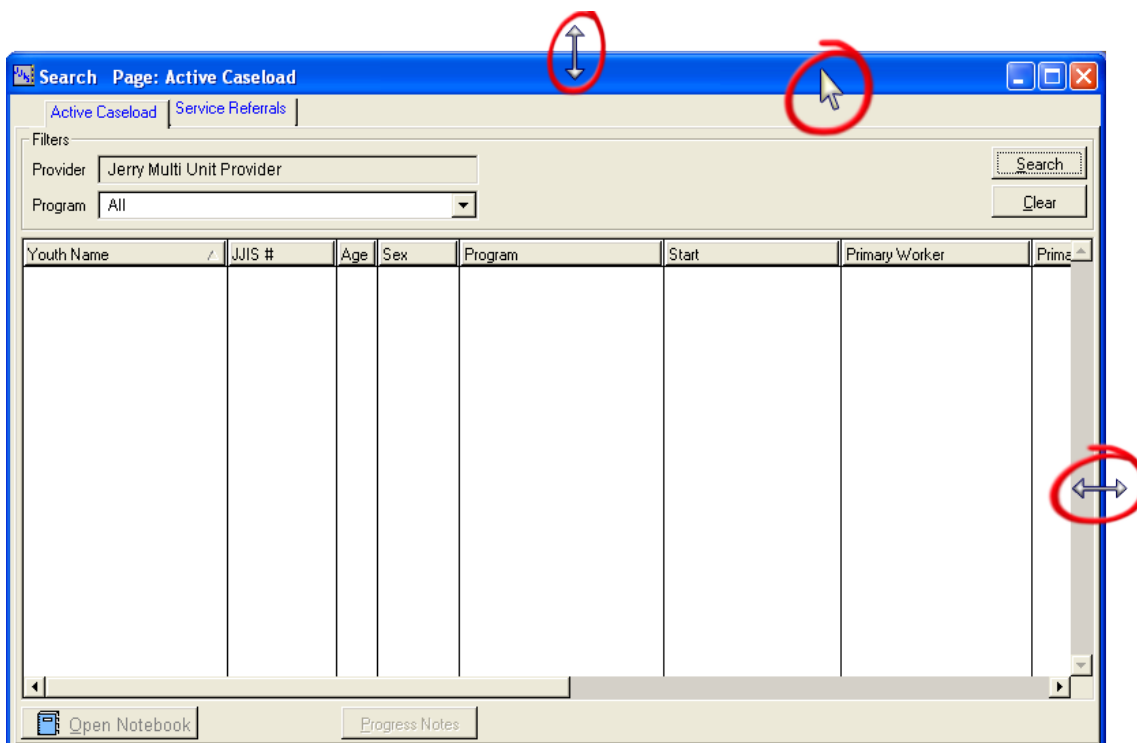 Search Page: Active Caseload
Active Caseload Service Referrals
Filters
Provider Jerry Multi Unit Provider Search
Program All Clear
Youth Name JJIS # Age Sex Program Start Primary Worker Prima
Open Notebook Progress Notes